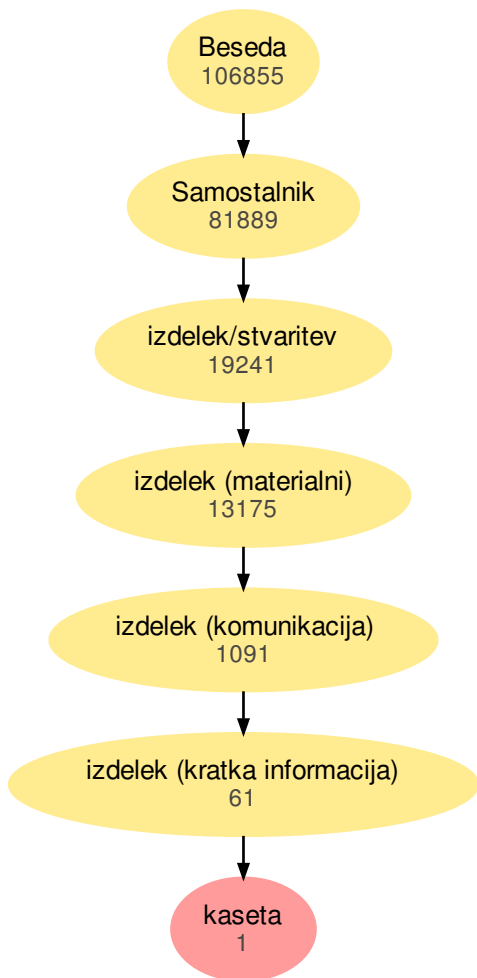 Beseda
106855
Samostalnik
81889
izdelek/stvaritev
19241
izdelek (materialni)
13175
izdelek (komunikacija)
1091
izdelek (kratka informacija)
61
kaseta
1